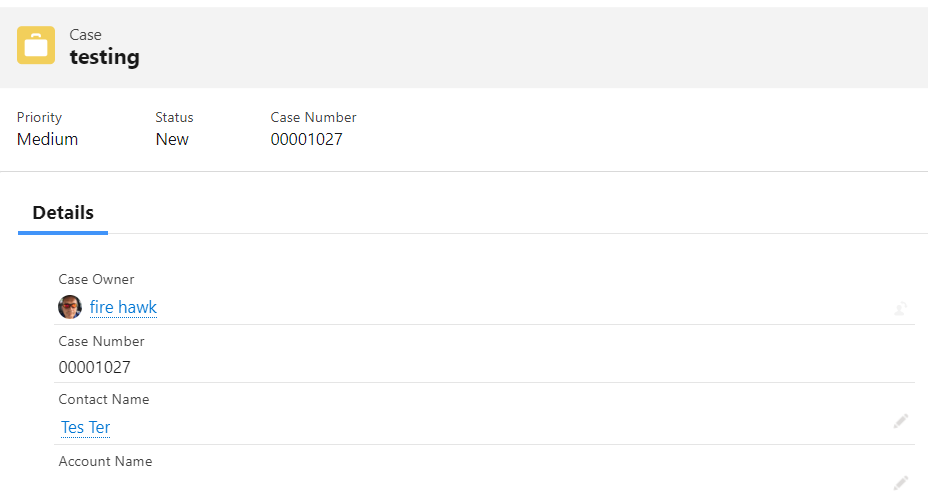 Case
testing
Priority Status Case Number
Medium New 00001027
Details
Case Owner
fire hawk
Case Number
00001027
Contact Name
Tes Ter
Account Name